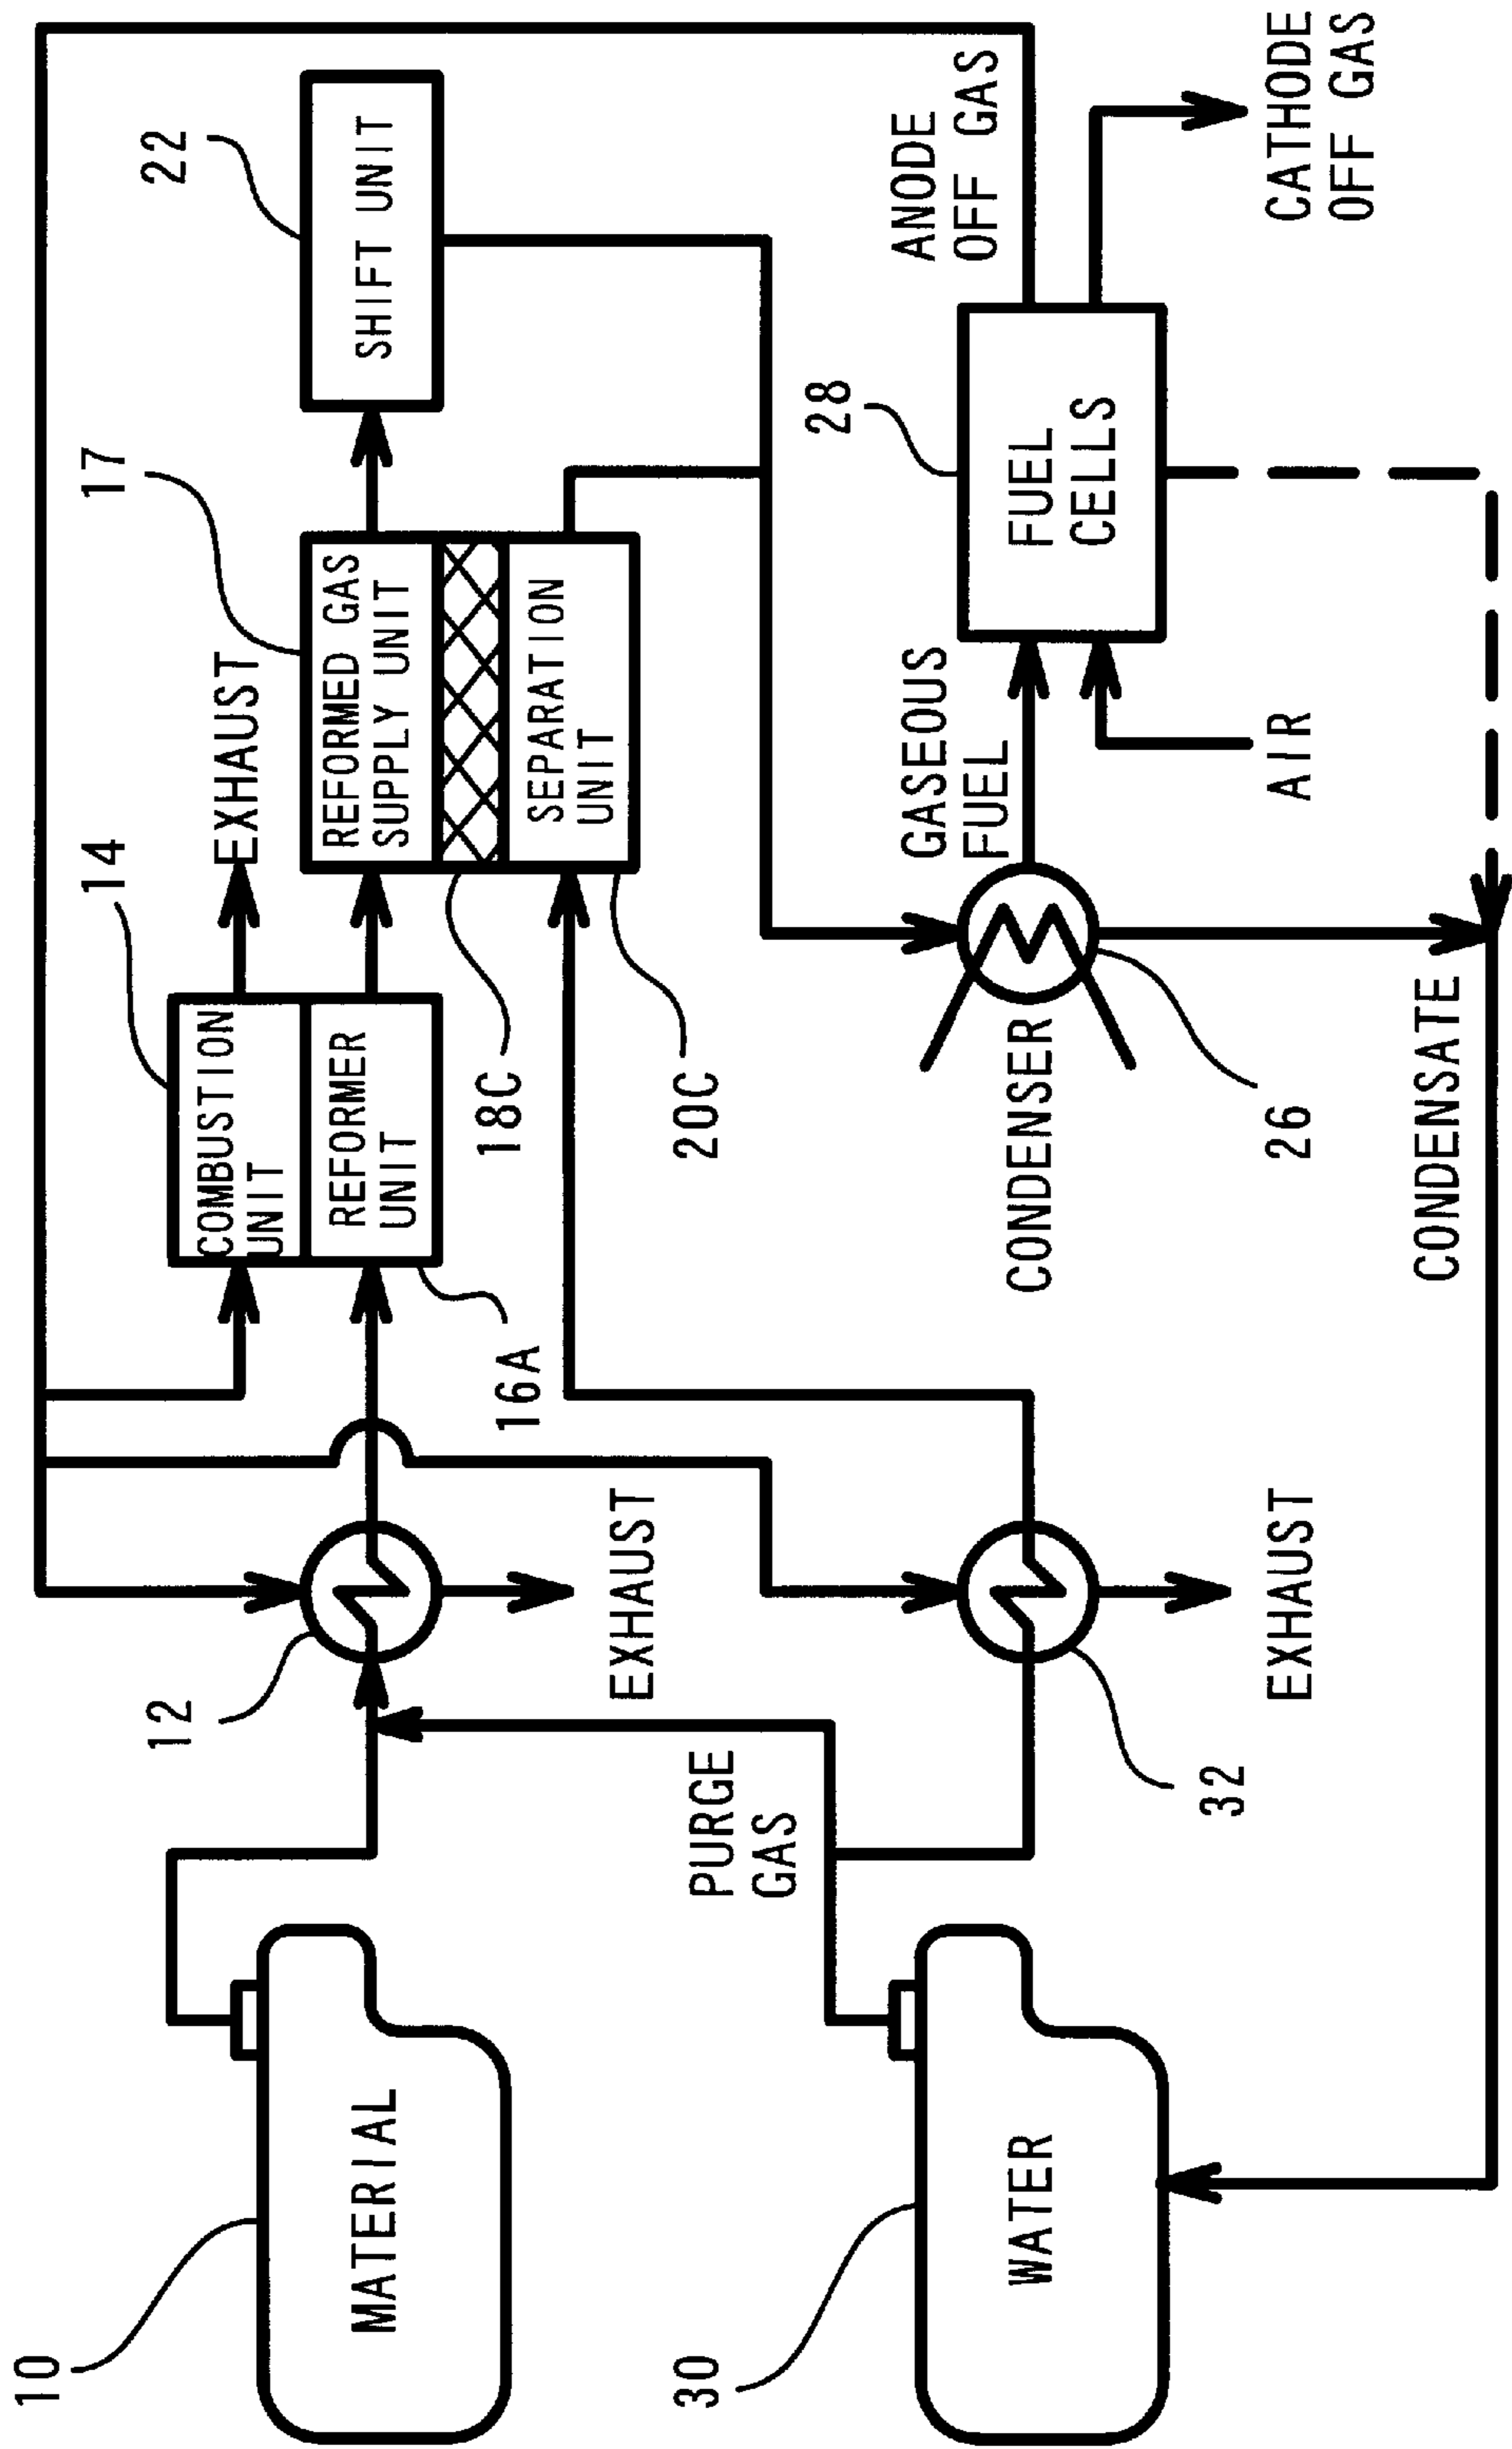 10
MATERIAL
12
EXHAUST
14
COMBUSTION
UNIT
REFORMER
UNIT
16A
EXHAUST
17
REFORMED GAS
SUPPLY UNIT
18C
SEPARATION
UNIT
20C
22
SHIFT UNIT
30
WATER
PURGE
GAS
32
EXHAUST
CONDENSER
26
GASEOUS
FUEL
AIR
28
FUEL
CELLS
ANODE
OFF GAS
CATHODE
OFF GAS
CONDENSATE